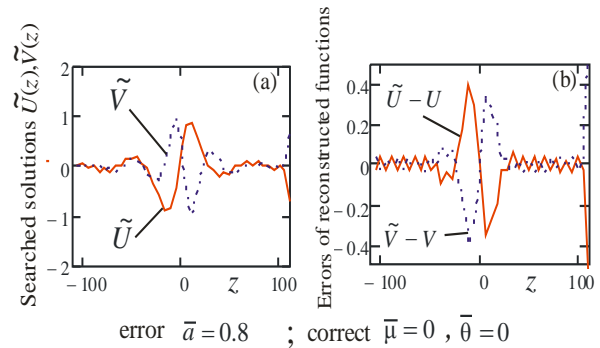 Searched solutions Ũ(z),Ṽ(z)
2
1
0
−1
−2
(a)
Ṽ
Ũ
- 100
0
z
100
Errors of reconstructed functions
0.4
0.2
0
-0.2
-0.4
(b)
Ũ − U
Ṽ − V
- 100
0
z
100
error a̅ = 0.8 ; correct μ̅ = 0 , θ̅ = 0